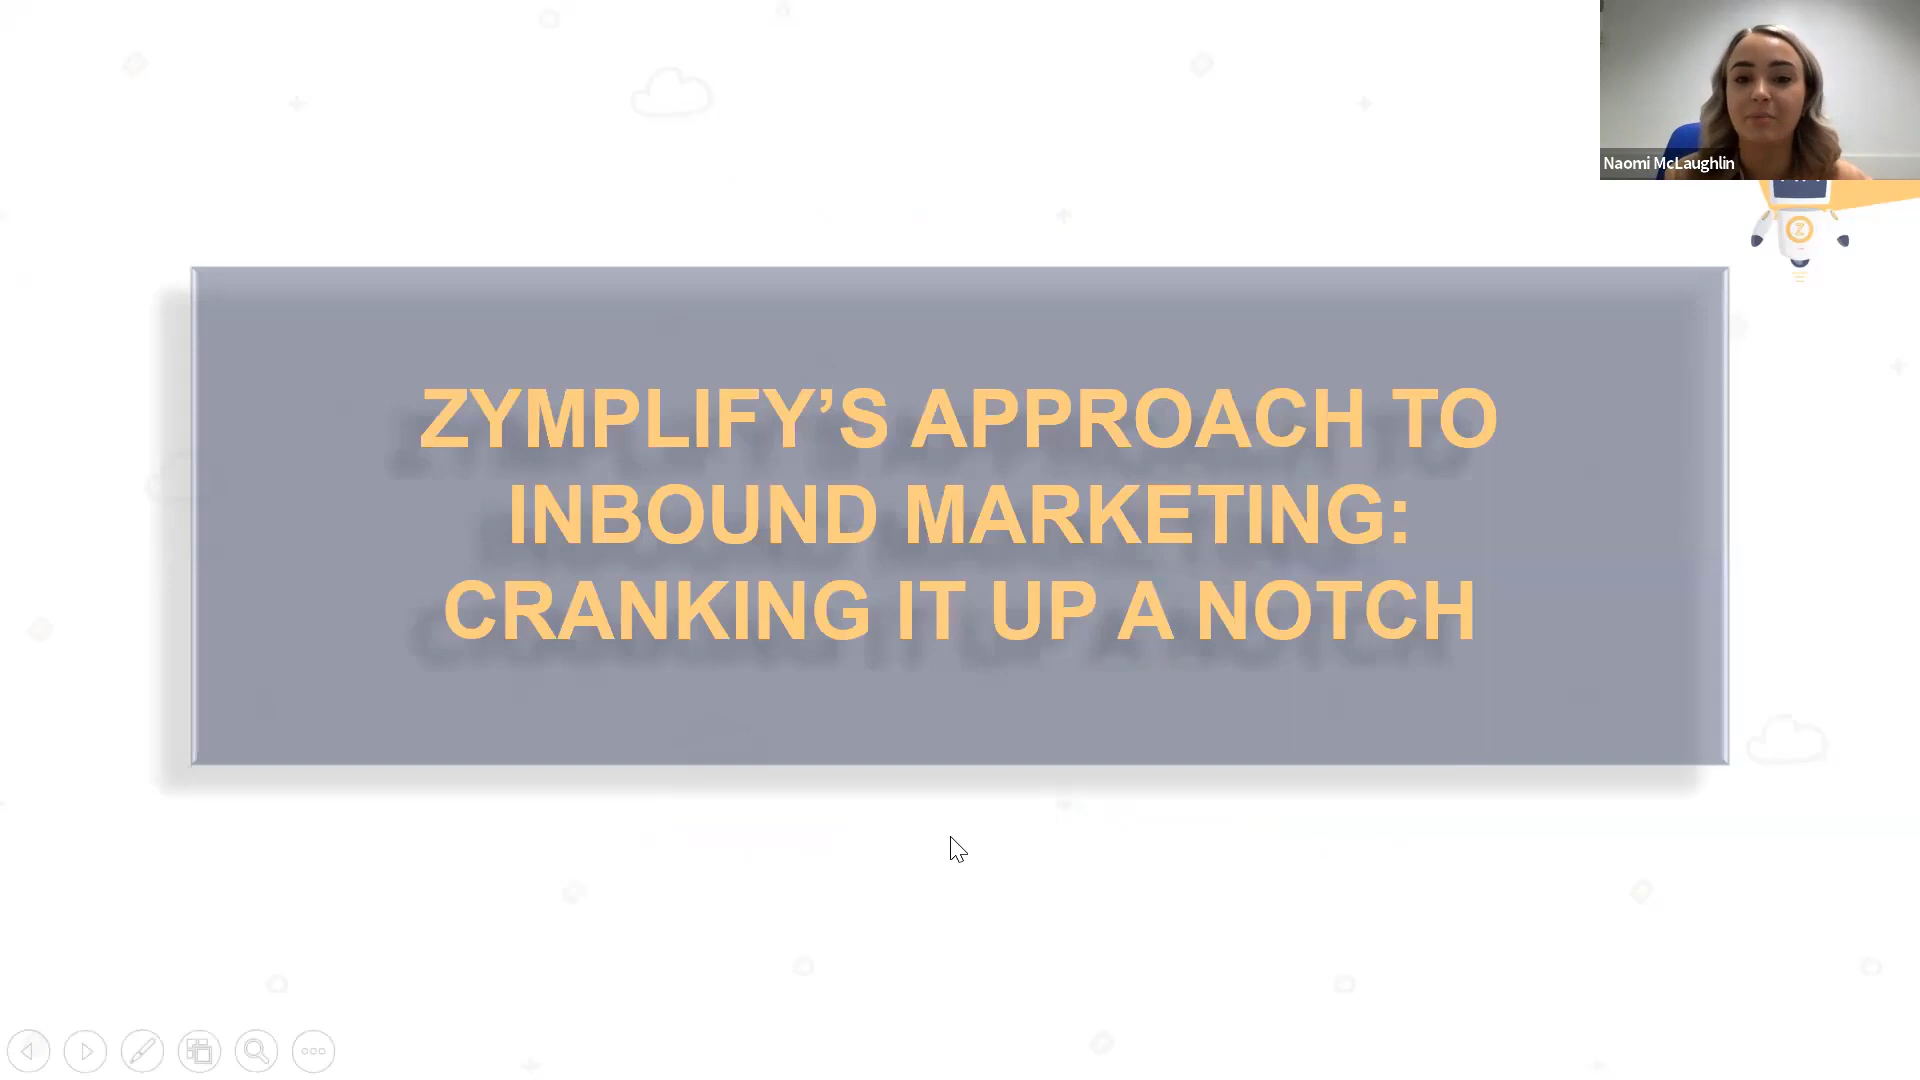 Naomi McLaughlin
Z
ZYMPLIFY’S APPROACH TO
INBOUND MARKETING:
CRANKING IT UP A NOTCH